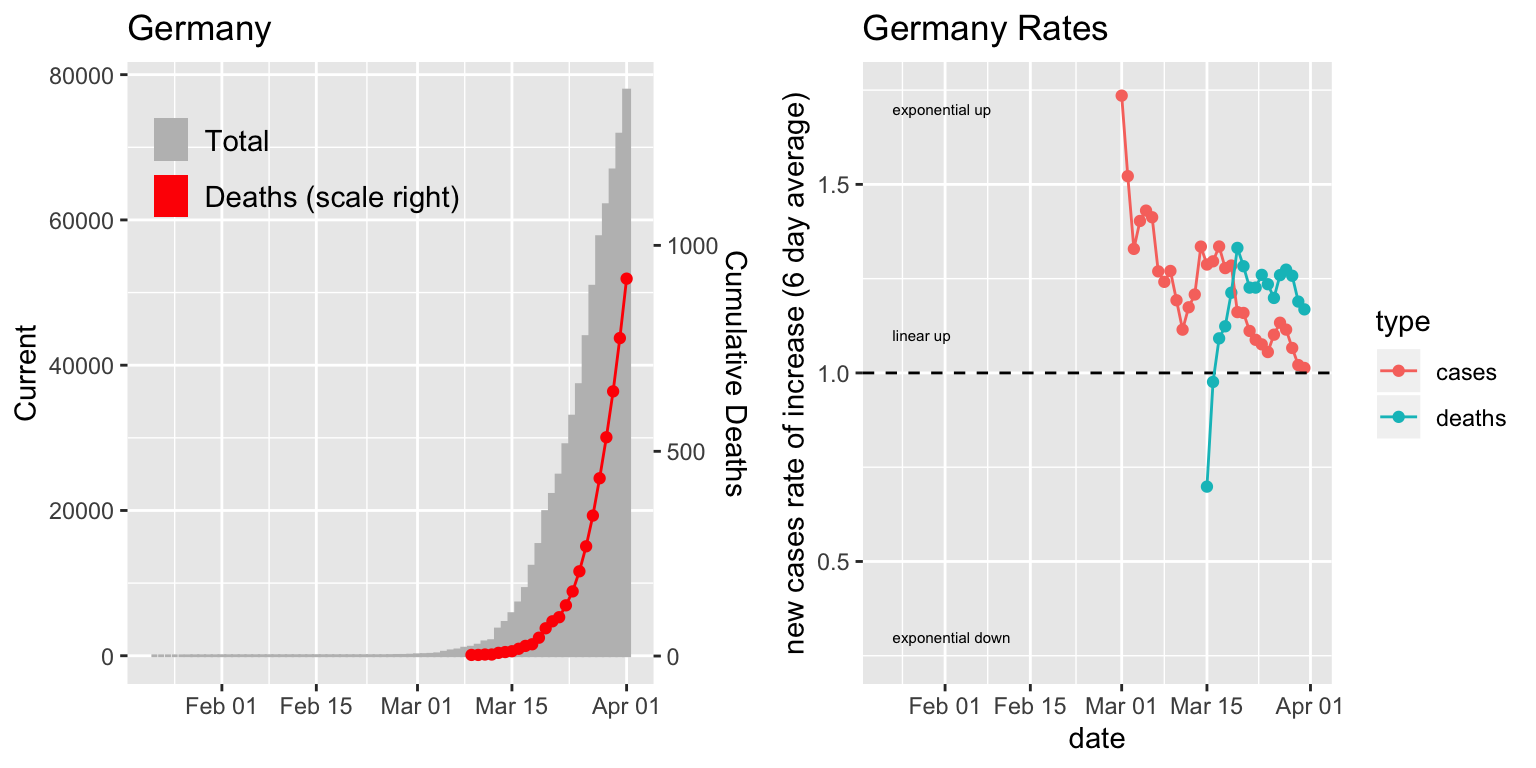 Germany
80000
60000
40000
20000
0
Current
Total
Deaths (scale right)
1000
500
0
Cumulative Deaths
Feb 01
Feb 15
Mar 01
Mar 15
Apr 01
Germany Rates
new cases rate of increase (6 day average)
1.5
1.0
0.5
exponential up
linear up
exponential down
Feb 01
Feb 15
Mar 01
Mar 15
Apr 01
date
type
cases
deaths